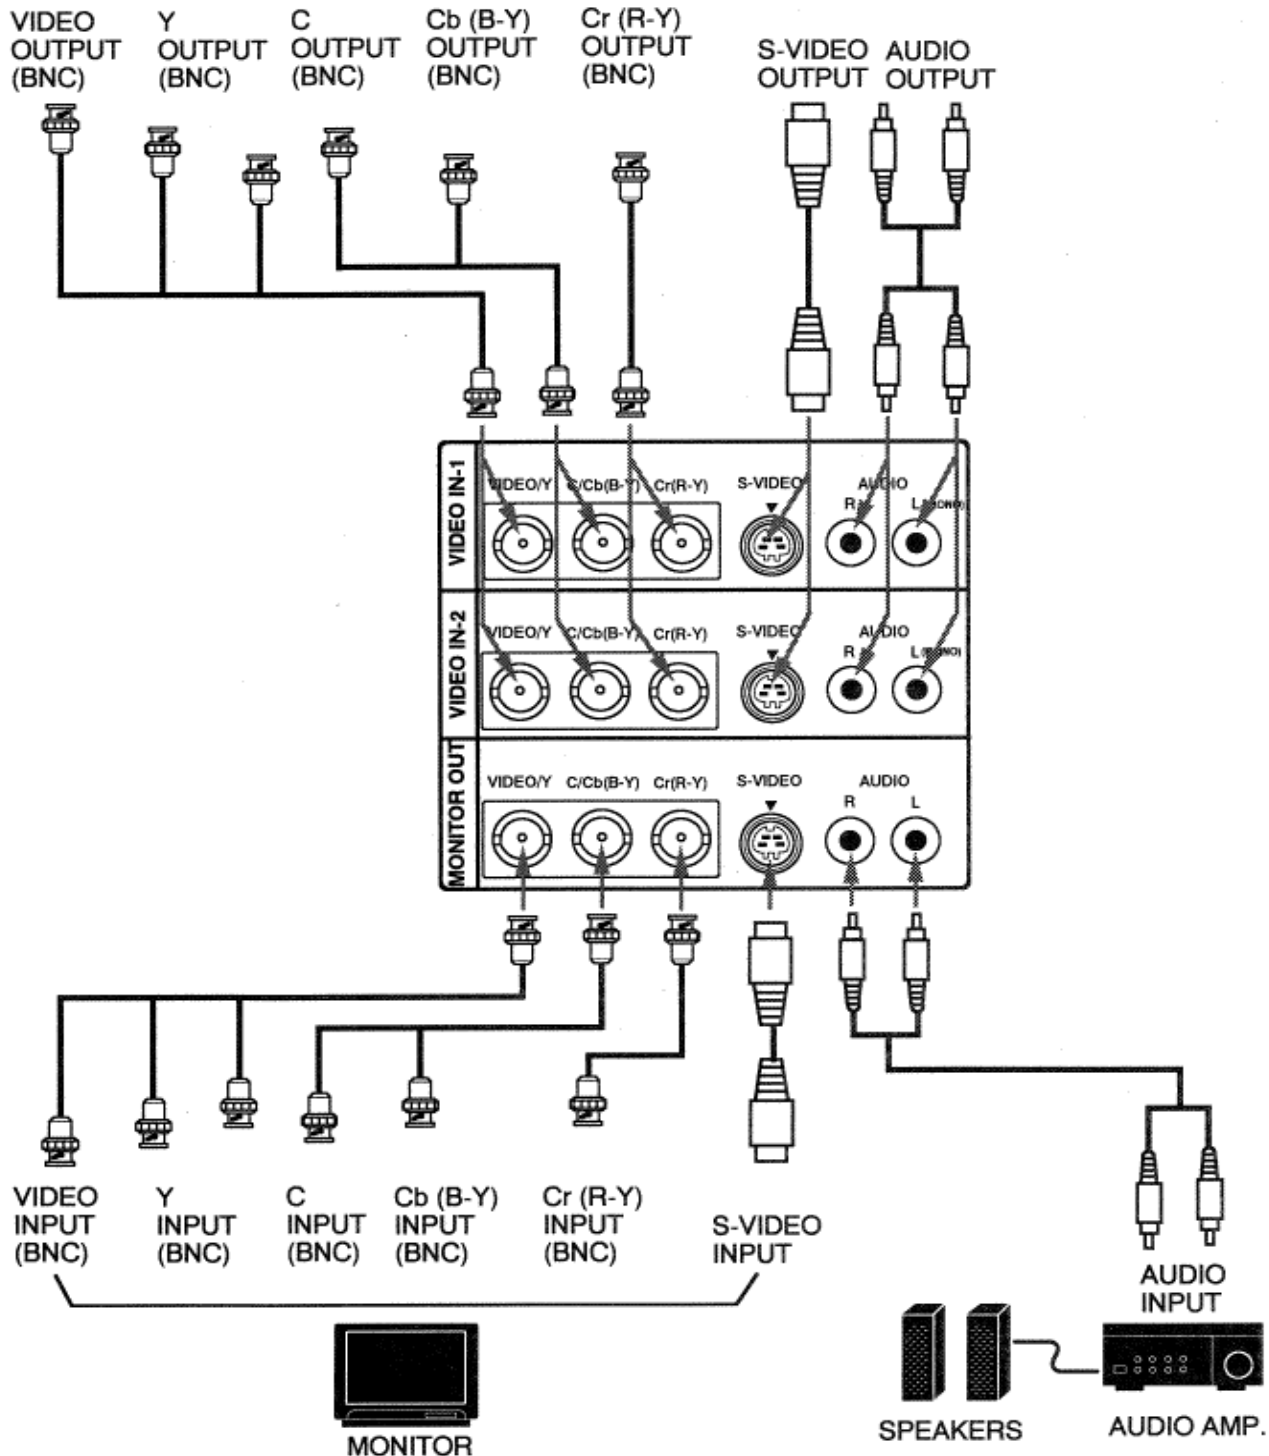 VIDEO
OUTPUT
(BNC)
Y
OUTPUT
(BNC)
C
OUTPUT
(BNC)
Cb (B-Y)
OUTPUT
(BNC)
Cr (R-Y)
OUTPUT
(BNC)
S-VIDEO
OUTPUT
AUDIO
OUTPUT
VIDEO IN-1
VIDEO/Y
C/Cb(B-Y)
Cr(R-Y)
S-VIDEO
AUDIO
R
L (MONO)
VIDEO IN-2
VIDEO/Y
C/Cb(B-Y)
Cr(R-Y)
S-VIDEO
AUDIO
R
L (MONO)
MONITOR OUT
VIDEO/Y
C/Cb(B-Y)
Cr(R-Y)
S-VIDEO
AUDIO
R
L
VIDEO
INPUT
(BNC)
Y
INPUT
(BNC)
C
INPUT
(BNC)
Cb (B-Y)
INPUT
(BNC)
Cr (R-Y)
INPUT
(BNC)
S-VIDEO
INPUT
AUDIO
INPUT
MONITOR
SPEAKERS
AUDIO AMP.